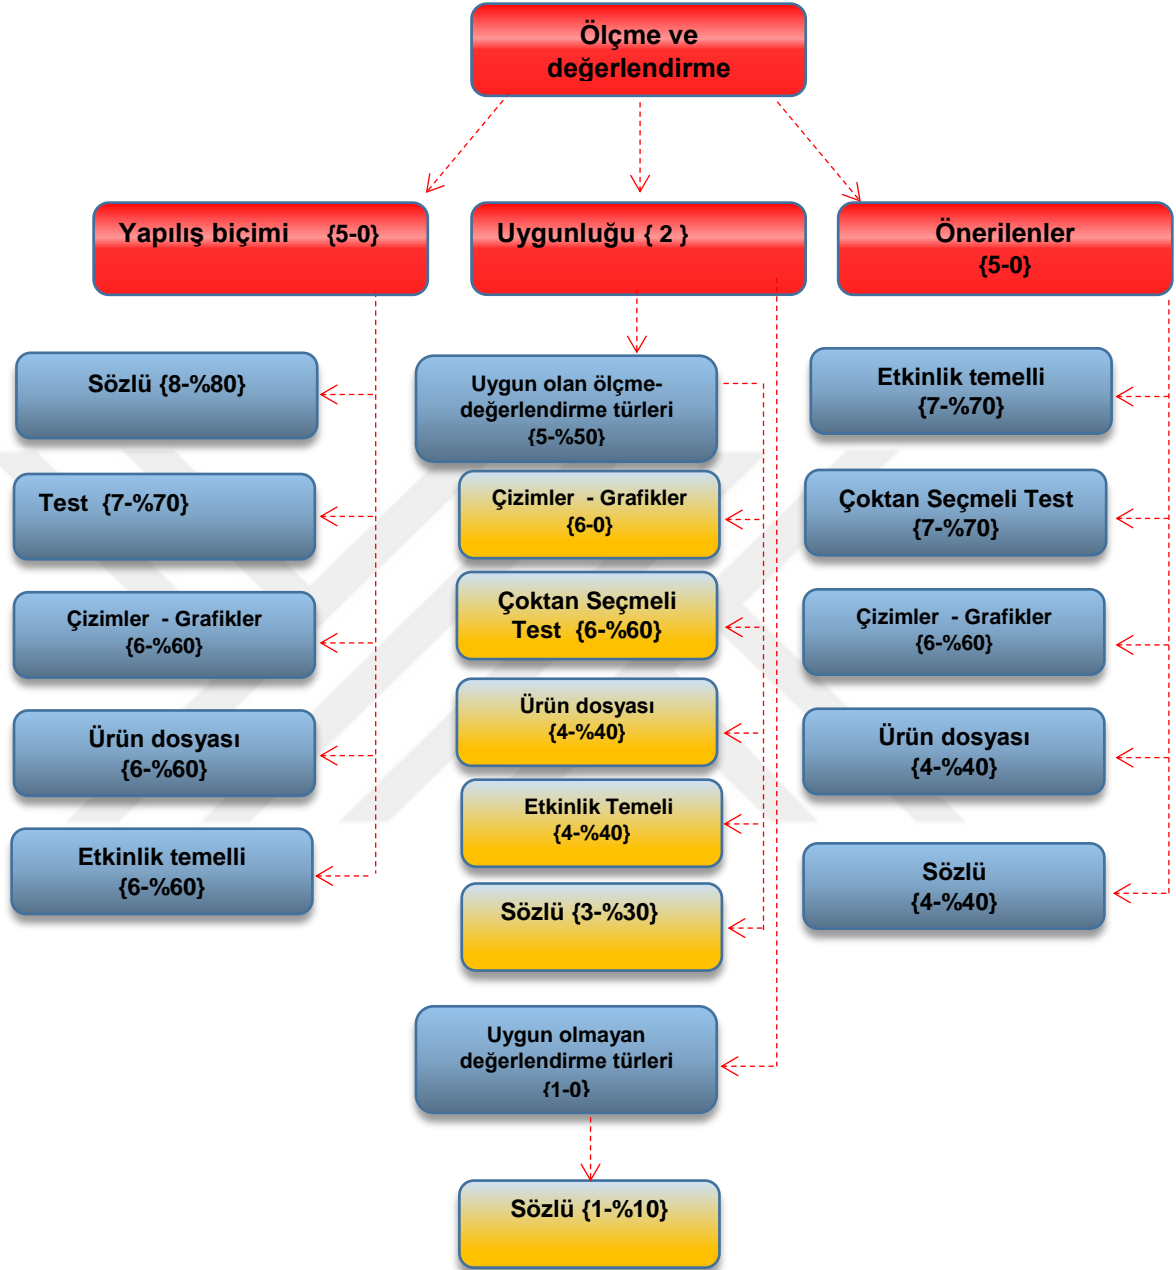 Ölçme ve
değerlendirme
Yapılış biçimi {5-0}
Uygunluğu { 2 }
Önerilenler
{5-0}
Sözlü {8-%80}
Test {7-%70}
Çizimler - Grafikler
{6-%60}
Ürün dosyası
{6-%60}
Etkinlik temelli
{6-%60}
Uygun olan ölçme-
değerlendirme türleri
{5-%50}
Çizimler - Grafikler
{6-0}
Çoktan Seçmeli
Test {6-%60}
Ürün dosyası
{4-%40}
Etkinlik Temeli
{4-%40}
Sözlü {3-%30}
Uygun olmayan
değerlendirme türleri
{1-0}
Sözlü {1-%10}
Etkinlik temelli
{7-%70}
Çoktan Seçmeli Test
{7-%70}
Çizimler - Grafikler
{6-%60}
Ürün dosyası
{4-%40}
Sözlü
{4-%40}